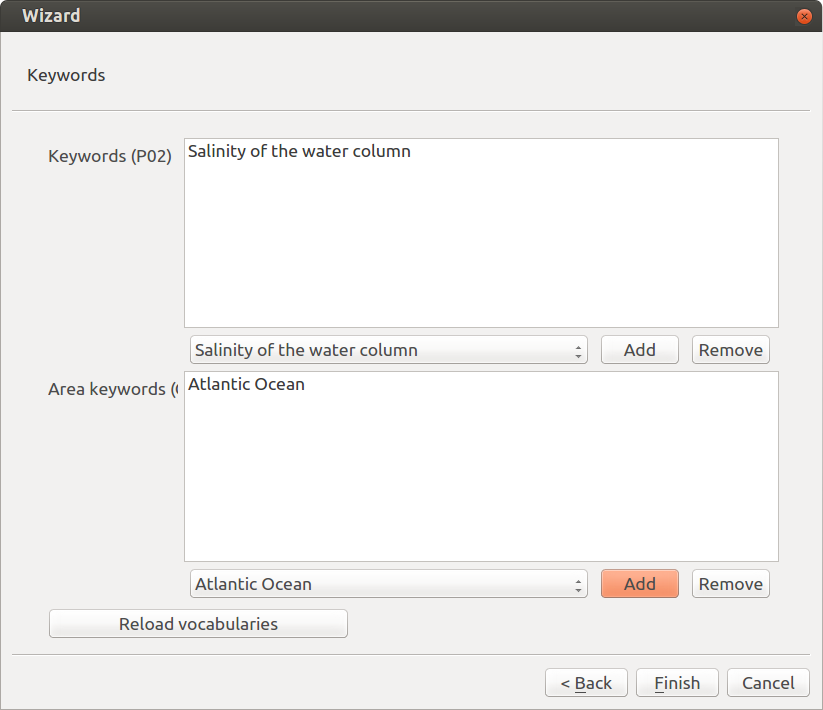 Wizard
Keywords
Keywords (P02)
Salinity of the water column
Salinity of the water column
Add
Remove
Area keywords (
Atlantic Ocean
Atlantic Ocean
Add
Remove
Reload vocabularies
< Back
Finish
Cancel